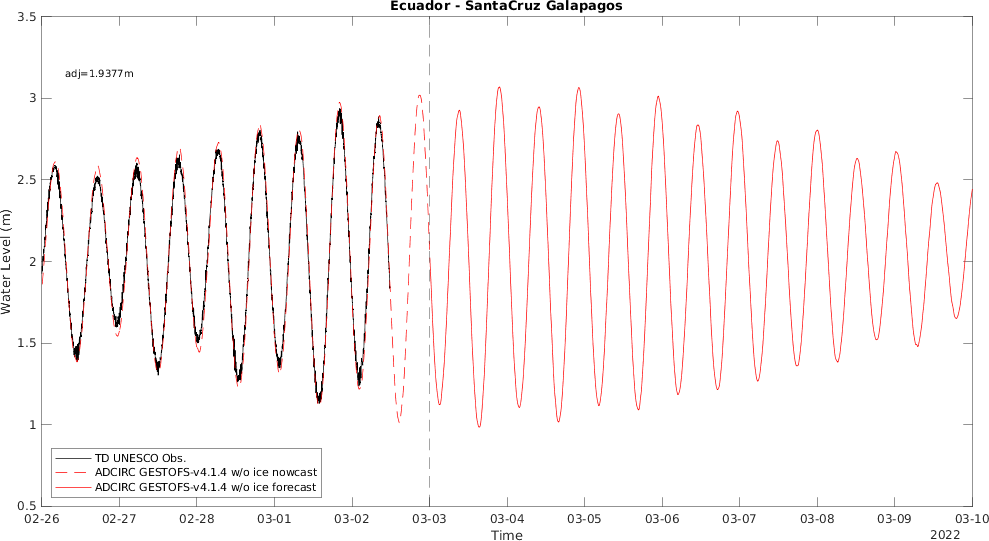 Ecuador - SantaCruz Galapagos
adj=1.9377m
Water Level (m)
3.5
3
2.5
2
1.5
1
0.5
TD UNESCO Obs.
ADCIRC GESTOFS-v4.1.4 w/o ice nowcast
ADCIRC GESTOFS-v4.1.4 w/o ice forecast
02-26 02-27 02-28 03-01 03-02 03-03 03-04 03-05 03-06 03-07 03-08 03-09 03-10
Time
2022